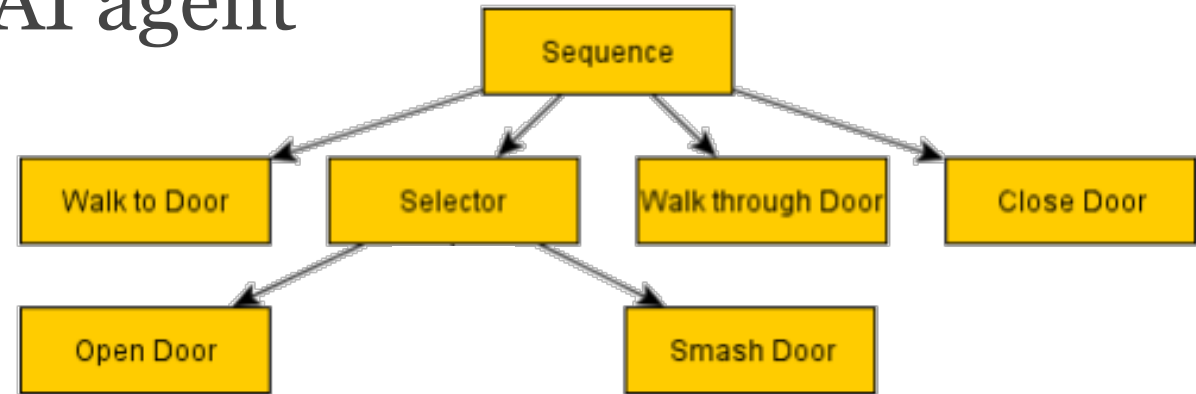 AI agent
Sequence
Walk to Door
Selector
Walk through Door
Close Door
Open Door
Smash Door